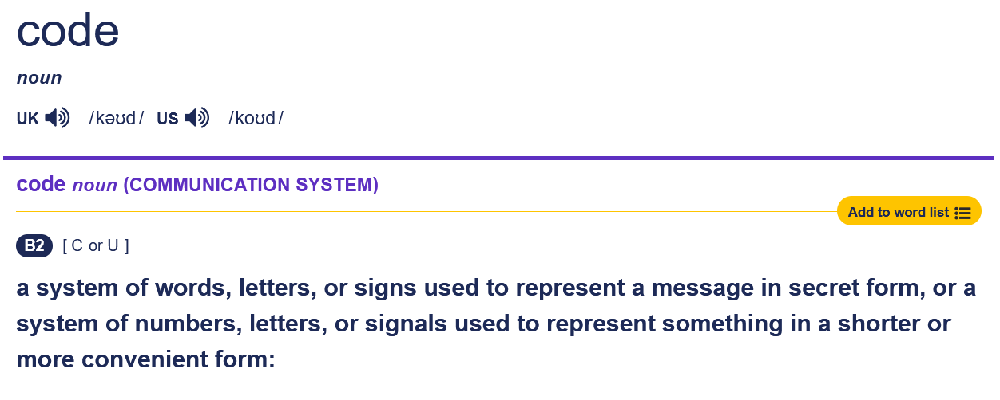 code
noun
UK /kəʊd/ US /koʊd/
code noun (COMMUNICATION SYSTEM)
Add to word list
B2 [ C or U ]
a system of words, letters, or signs used to represent a message in secret form, or a
system of numbers, letters, or signals used to represent something in a shorter or
more convenient form: